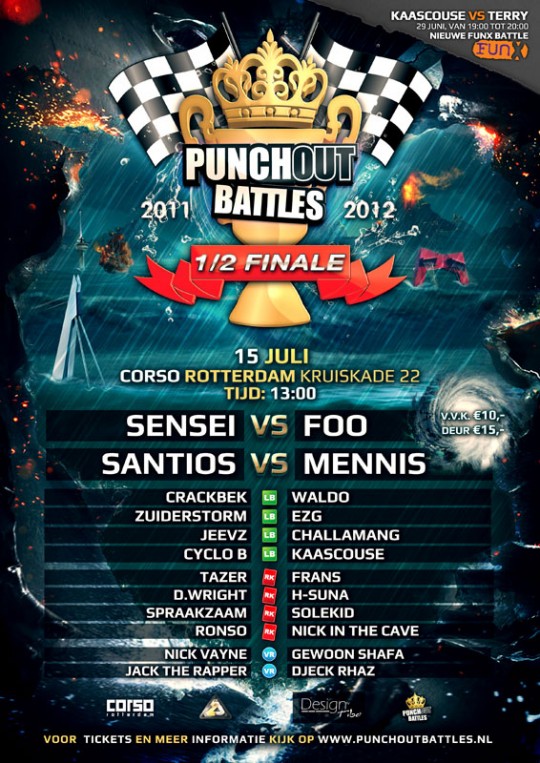 KAASCOUSE VS TERRY
29 JUNI, VAN 19:00 TOT 20:00
NIEUWE FUNX BATTLE
FUNX
PUNCHOUT
BATTLES
2011 2012
1/2 FINALE
15 JULI
CORSO ROTTERDAM KRUISKADE 22
TIJD: 13:00
V.V.K. €10,-
DEUR €15,-
SENSEI VS FOO
SANTIOS VS MENNIS
CRACKBEK LB WALDO
ZUIDERSTORM LB EZG
JEEVZ LB CHALLAMANG
CYCLO B LB KAASCOUSE
TAZER RK FRANS
D.WRIGHT RK H-SUNA
SPRAAKZAAM RK SOLEKID
RONSO RK NICK IN THE CAVE
NICK VAYNE VR GEWOON SHAFA
JACK THE RAPPER VR DJECK RHAZ
corso
rotterdam
Design
PUNCHOUT
BATTLES
VOOR TICKETS EN MEER INFORMATIE KIJK OP WWW.PUNCHOUTBATTLES.NL